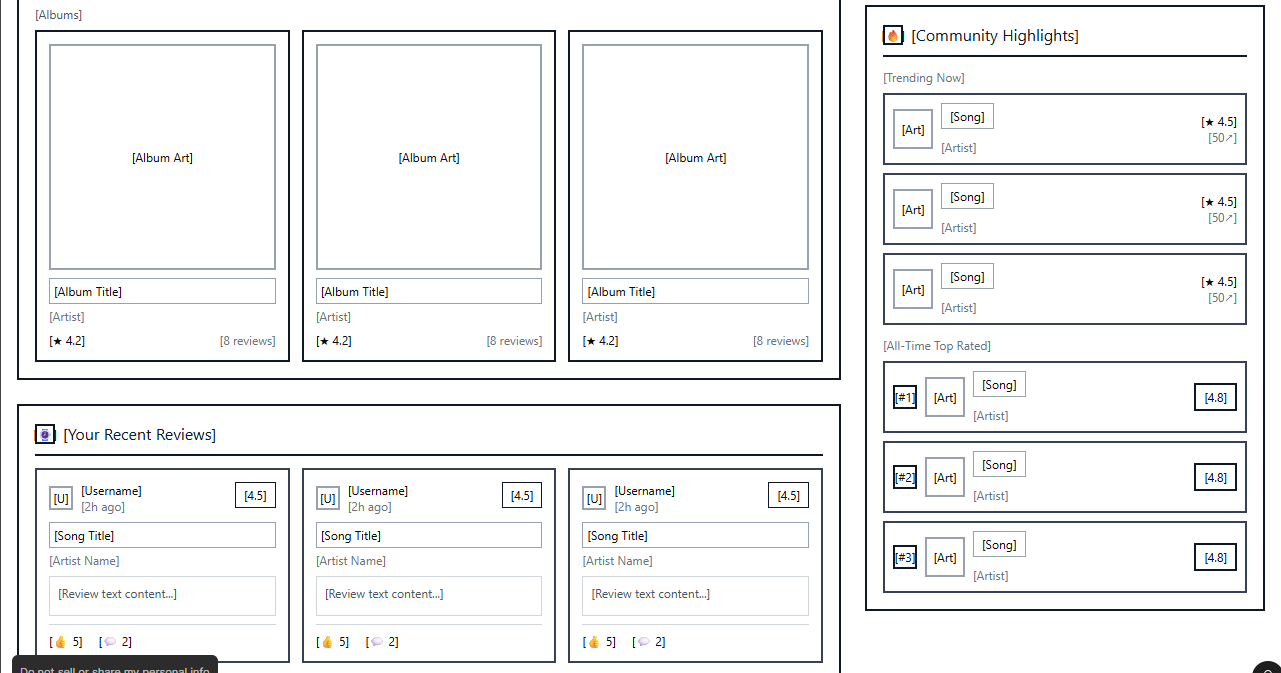 [Albums]
[Album Art]
[Album Title]
[Artist]
[★ 4.2] [8 reviews]
[Album Art]
[Album Title]
[Artist]
[★ 4.2] [8 reviews]
[Album Art]
[Album Title]
[Artist]
[★ 4.2] [8 reviews]
[Your Recent Reviews]
[U] [Username] [4.5]
[2h ago]
[Song Title]
[Artist Name]
[Review text content...]
[👍 5] [💬 2]
[U] [Username] [4.5]
[2h ago]
[Song Title]
[Artist Name]
[Review text content...]
[👍 5] [💬 2]
[U] [Username] [4.5]
[2h ago]
[Song Title]
[Artist Name]
[Review text content...]
[👍 5] [💬 2]
Do not sell or share my personal info
🔥 [Community Highlights]
[Trending Now]
[Art] [Song] [★ 4.5]
[Artist] [50↗]
[Art] [Song] [★ 4.5]
[Artist] [50↗]
[Art] [Song] [★ 4.5]
[Artist] [50↗]
[All-Time Top Rated]
[#1] [Art] [Song] [4.8]
[Artist]
[#2] [Art] [Song] [4.8]
[Artist]
[#3] [Art] [Song] [4.8]
[Artist]